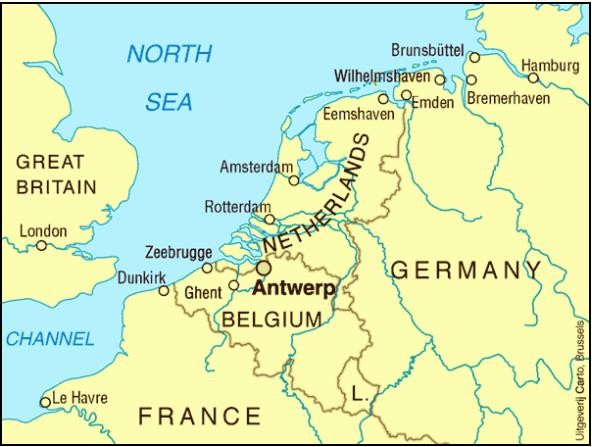 NORTH
SEA
Brunsbüttel
Hamburg
Wilhelmshaven
Eemshaven
Emden
Bremerhaven
GREAT
BRITAIN
Amsterdam
NETHERLANDS
Rotterdam
London
Zeebrugge
Dunkirk
Ghent
Antwerp
GERMANY
BELGIUM
CHANNEL
L.
Le Havre
FRANCE
Uitgeverij Carto, Brussels